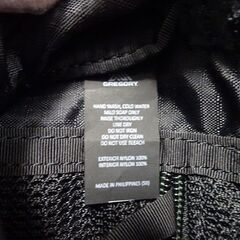 GREGORY
HAND WASH, COLD WATER
MILD SOAP ONLY
RINSE THOROUGHLY
LINE DRY
DO NOT IRON
DO NOT DRY CLEAN
DO NOT USE BLEACH
EXTERIOR NYLON 100%
INTERIOR NYLON 100%
MADE IN PHILIPPINES